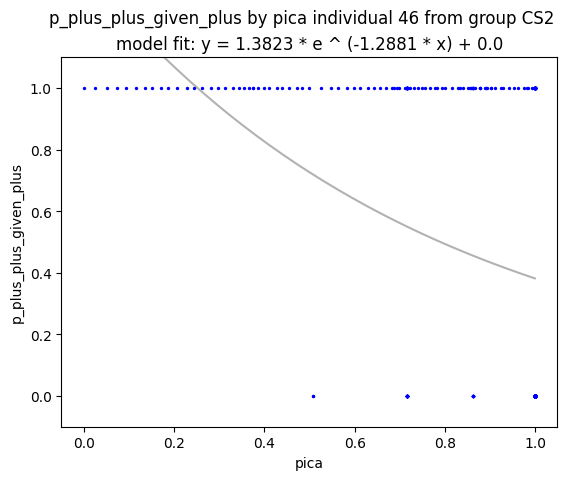 p_plus_plus_given_plus by pica individual 46 from group CS2
model fit: y = 1.3823 * e ^ (-1.2881 * x) + 0.0
1.0
0.8
0.6
0.4
0.2
0.0
p_plus_plus_given_plus
0.0 0.2 0.4 0.6 0.8 1.0
pica